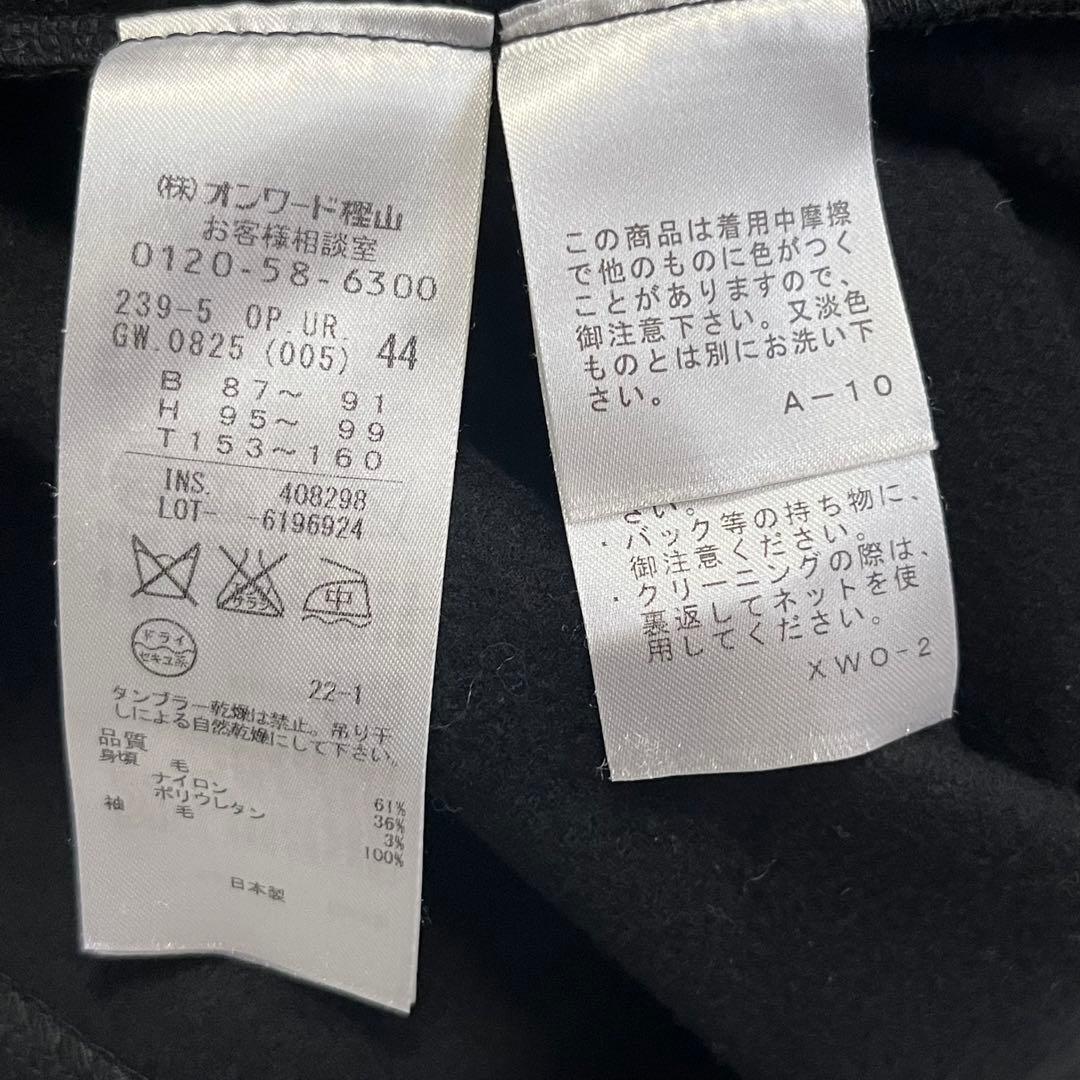 (株)オンワード樫山
お客様相談室
0120-58-6300
239-5 OP.UR.
GW.0825 (005) 44
B 87～ 91
H 95～ 99
T153～160
INS. 408298
LOT- -6196924
エンソ
サラシ
中
ドライ
セキユ系
22-1
タンブラー乾燥は禁止。吊り干
しによる自然乾燥にして下さい。
品質
身頃 毛 61%
ナイロン 36%
ポリウレタン 3%
袖 毛 100%
日本製
この商品は着用中摩擦
で他のものに色がつく
ことがありますので、
御注意下さい。又淡色
ものとは別にお洗い下
さい。
A－10
さい。
・バック等の持ち物に、
御注意ください。
・クリーニングの際は、
裏返してネットを使
用してください。
XWO-2